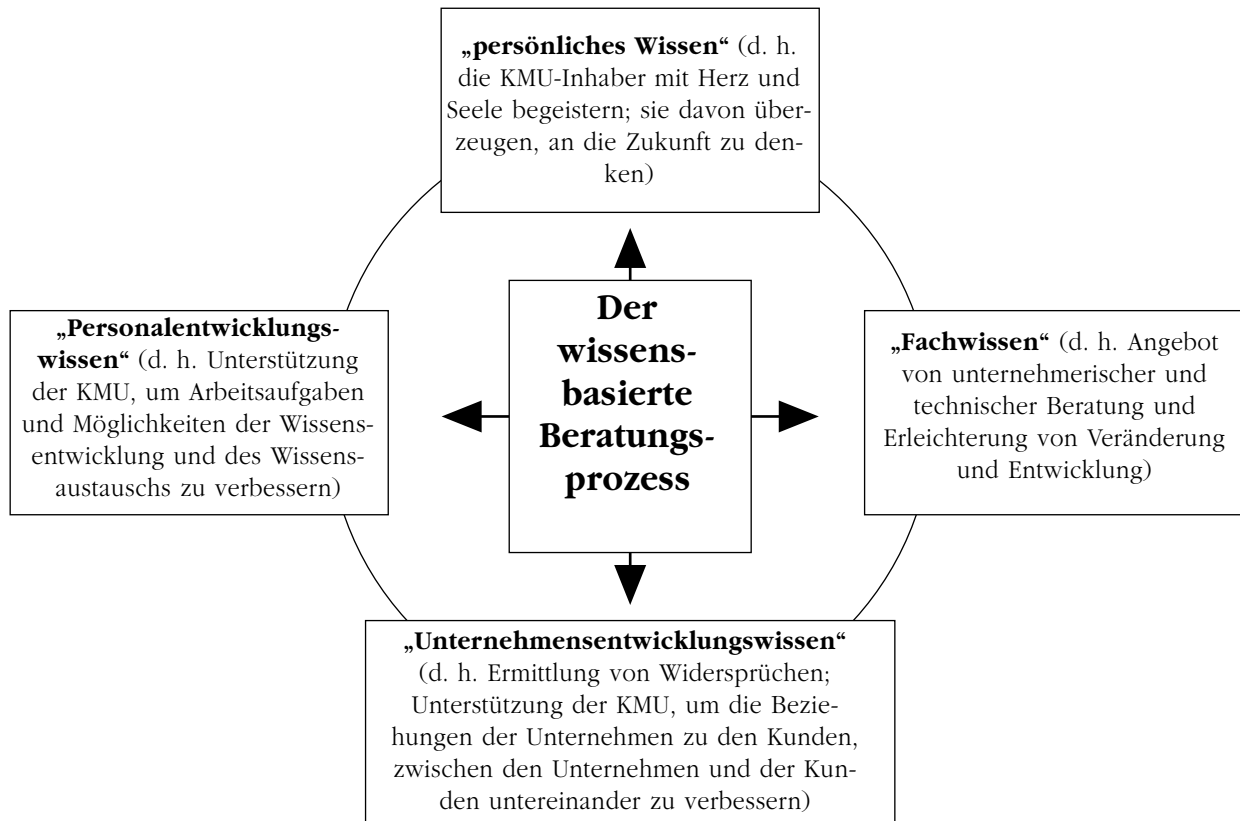 „persönliches Wissen“ (d. h.
die KMU-Inhaber mit Herz und
Seele begeistern; sie davon über-
zeugen, an die Zukunft zu den-
ken)
„Personalentwicklungs-
wissen“ (d. h. Unterstützung
der KMU, um Arbeitsaufgaben
und Möglichkeiten der Wissens-
entwicklung und des Wissens-
austauschs zu verbessern)
Der
wissens-
basierte
Beratungs-
prozess
„Fachwissen“ (d. h. Angebot
von unternehmerischer und
technischer Beratung und
Erleichterung von Veränderung
und Entwicklung)
„Unternehmensentwicklungswissen“
(d. h. Ermittlung von Widersprüchen;
Unterstützung der KMU, um die Bezie-
hungen der Unternehmen zu den Kunden,
zwischen den Unternehmen und der Kun-
den untereinander zu verbessern)